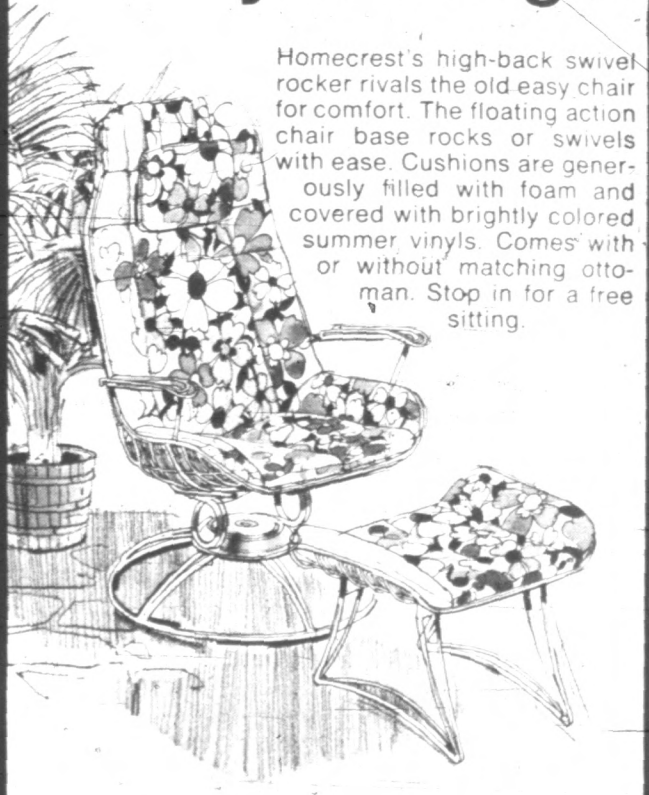 Homecrest's high-back swivel
rocker rivals the old easy chair
for comfort. The floating action
chair base rocks or swivels
with ease. Cushions are gener-
ously filled with foam and
covered with brightly colored
summer vinyls. Comes with
or without matching otto-
man. Stop in for a free
sitting.